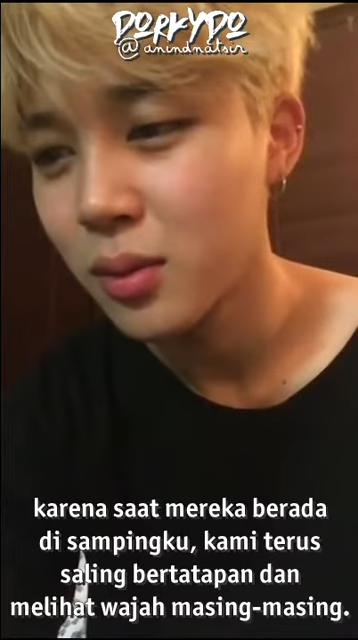 DORKYDO
@anindnatsir
karena saat mereka berada
di sampingku, kami terus
saling bertatapan dan
melihat wajah masing-masing.